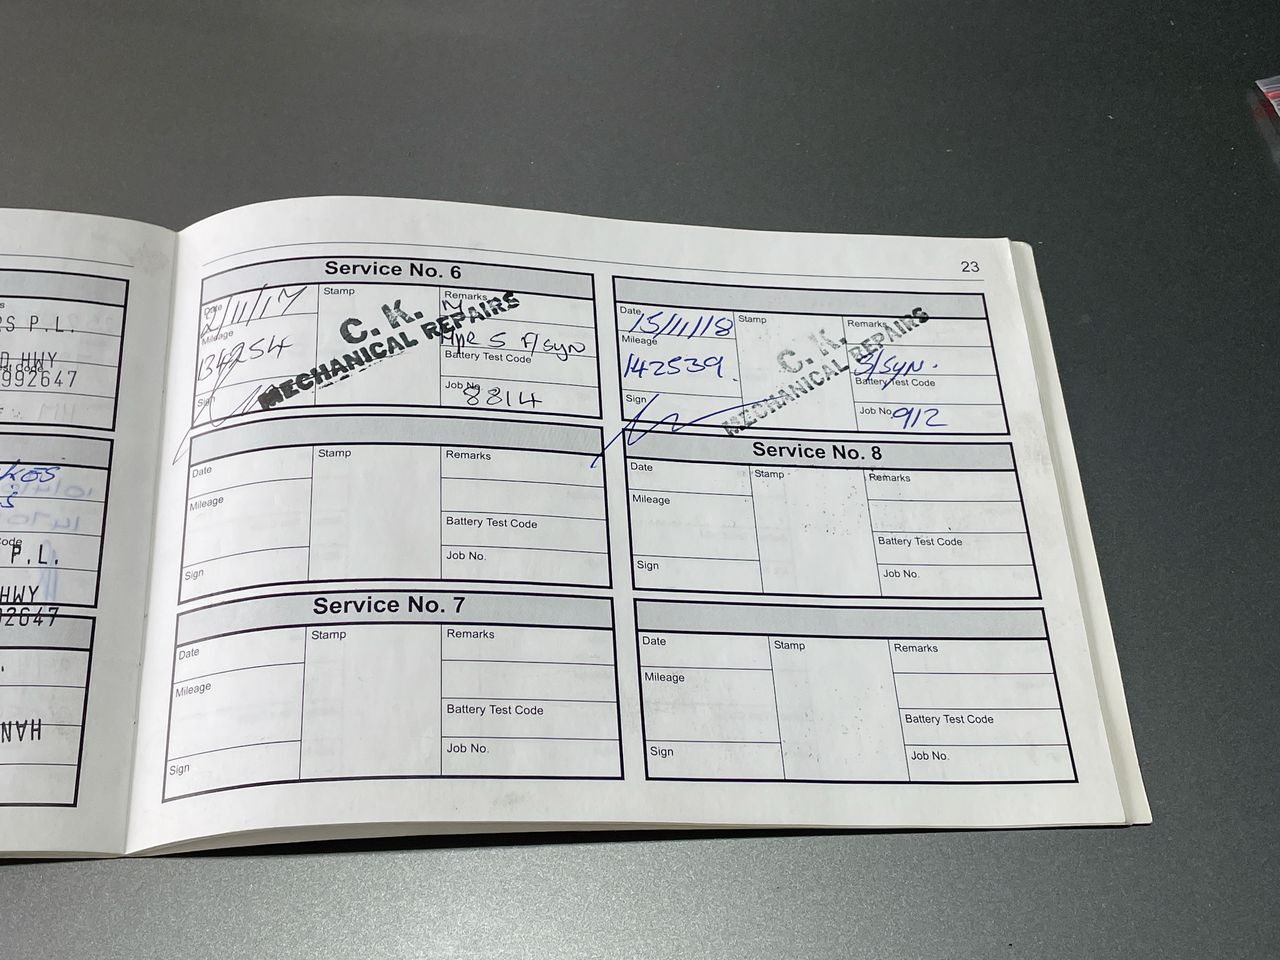 S P.L.
D HWY
992647
KES
P.L.
HWY
92647
HAN
23
Service No. 6
Date /11/17
Stamp
C. K.
MECHANICAL REPAIRS
Remarks
Mileage 134254
S F/SYN
Battery Test Code
Sign
Job No. 8814
Date 15/11/18
Stamp
C. K.
MECHANICAL REPAIRS
Remarks
Mileage 142539.
S/SYN.
Battery Test Code
Sign
Job No. 912
Date
Stamp
Remarks
Mileage
Battery Test Code
Sign
Job No.
Service No. 8
Date
Stamp
Remarks
Mileage
Battery Test Code
Sign
Job No.
Service No. 7
Date
Stamp
Remarks
Mileage
Battery Test Code
Sign
Job No.
Date
Stamp
Remarks
Mileage
Battery Test Code
Sign
Job No.